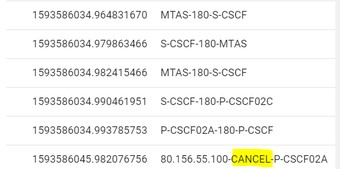 1593586034.964831670 MTAS-180-S-CSCF
1593586034.979863466 S-CSCF-180-MTAS
1593586034.982415466 MTAS-180-S-CSCF
1593586034.990461951 S-CSCF-180-P-CSCF02C
1593586034.993785753 P-CSCF02A-180-P-CSCF
1593586045.982076756 80.156.55.100-CANCEL-P-CSCF02A